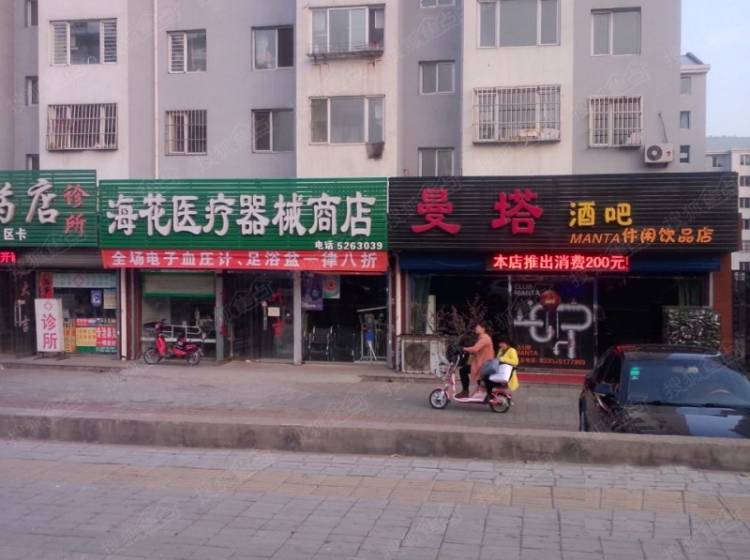 药店 诊所
区卡
诊所
海花医疗器械商店
电话 5263039
全场电子血压计、足浴盆一律八折
曼塔 酒吧
MANTA休闲饮品店
本店推出消费200元
CLUB
MANTA
MANTA